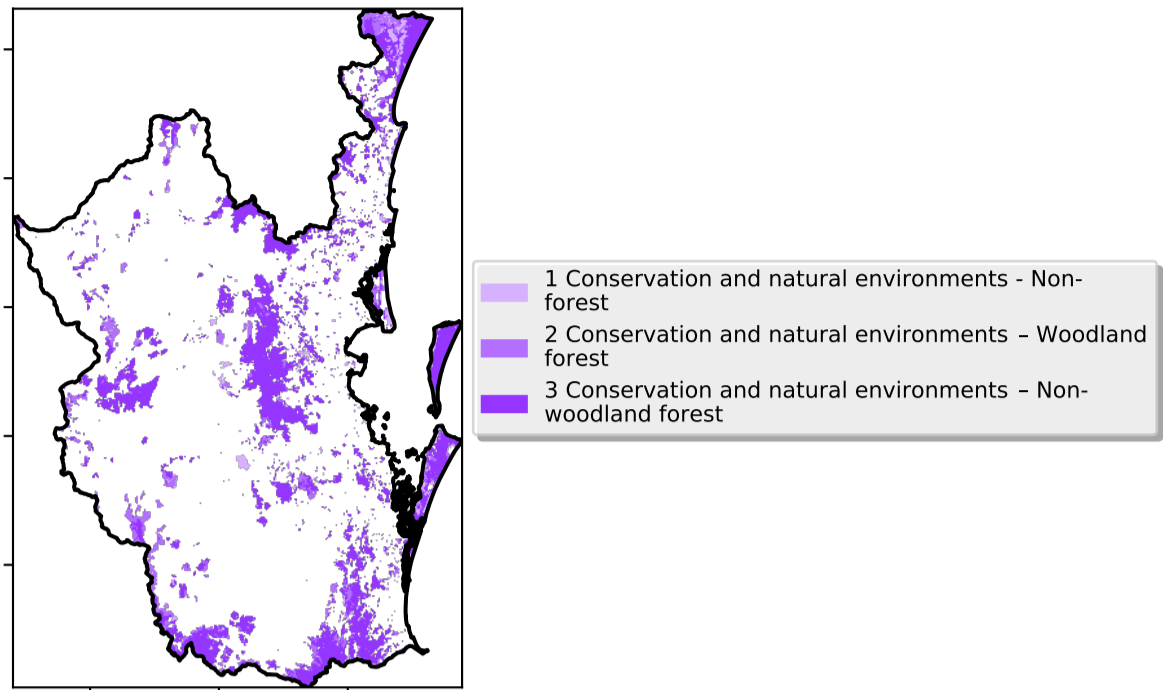 1 Conservation and natural environments - Non-
forest
2 Conservation and natural environments – Woodland
forest
3 Conservation and natural environments – Non-
woodland forest